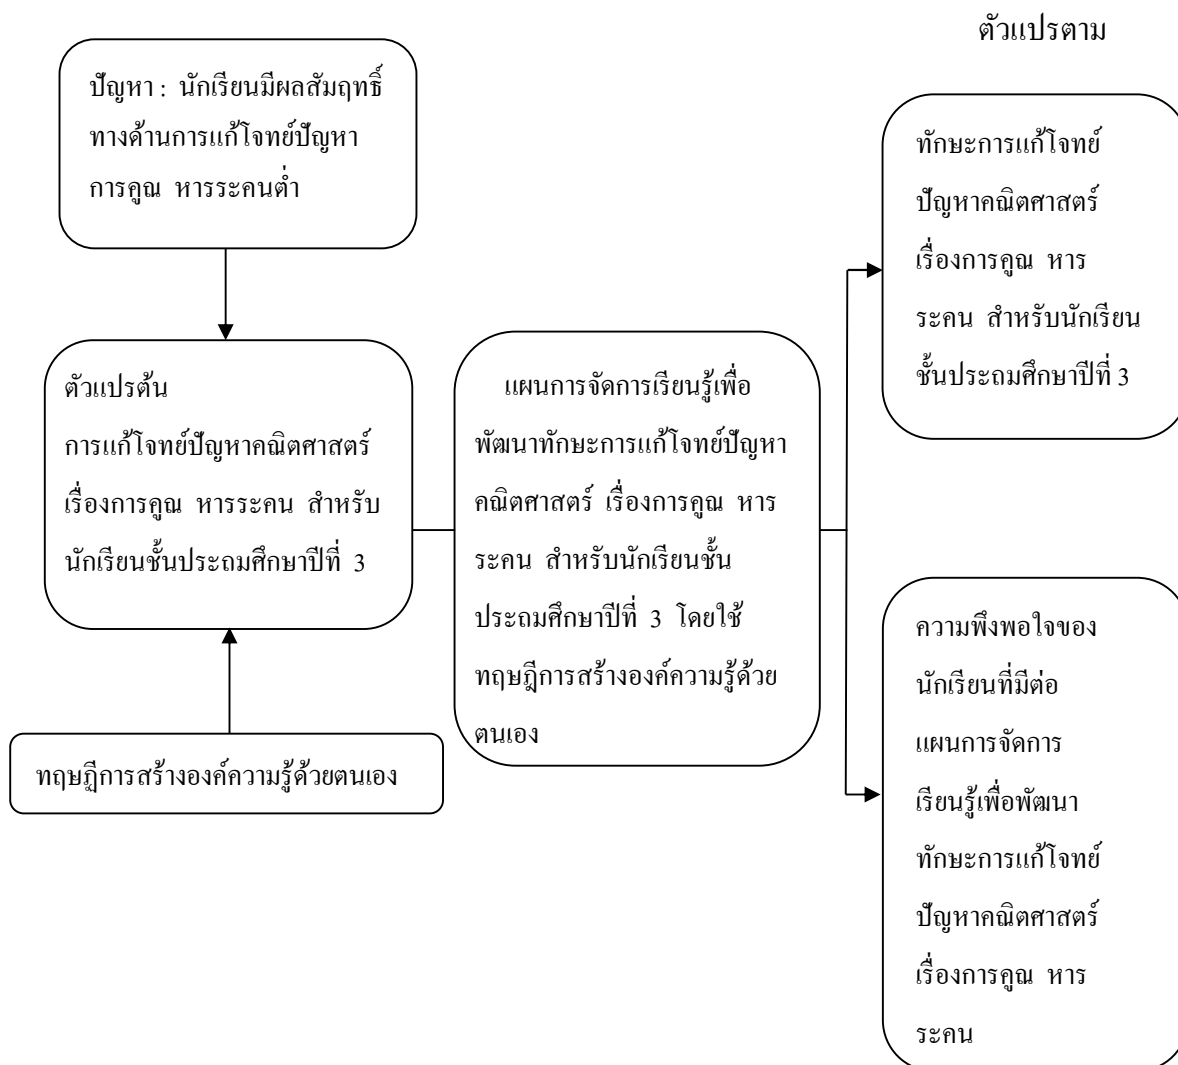 ตัวแปรตาม
ปัญหา : นักเรียนมีผลสัมฤทธิ์
ทางด้านการแก้โจทย์ปัญหา
การคูณ หารระคนต่ำ
ตัวแปรต้น
การแก้โจทย์ปัญหาคณิตศาสตร์
เรื่องการคูณ หารระคน สำหรับ
นักเรียนชั้นประถมศึกษาปีที่ 3
ทฤษฎีการสร้างองค์ความรู้ด้วยตนเอง
แผนการจัดการเรียนรู้เพื่อ
พัฒนาทักษะการแก้โจทย์ปัญหา
คณิตศาสตร์ เรื่องการคูณ หาร
ระคน สำหรับนักเรียนชั้น
ประถมศึกษาปีที่ 3 โดยใช้
ทฤษฎีการสร้างองค์ความรู้ด้วย
ตนเอง
ทักษะการแก้โจทย์
ปัญหาคณิตศาสตร์
เรื่องการคูณ หาร
ระคน สำหรับนักเรียน
ชั้นประถมศึกษาปีที่ 3
ความพึงพอใจของ
นักเรียนที่มีต่อ
แผนการจัดการ
เรียนรู้เพื่อพัฒนา
ทักษะการแก้โจทย์
ปัญหาคณิตศาสตร์
เรื่องการคูณ หาร
ระคน